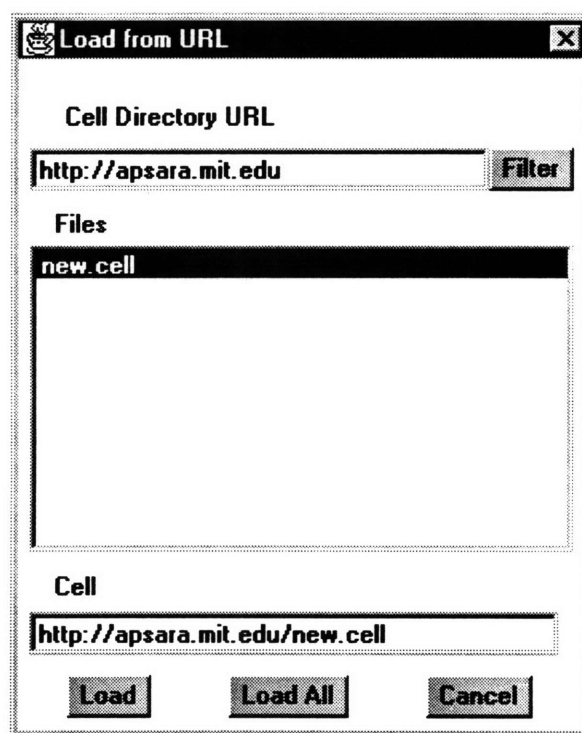 Load from URL
Cell Directory URL
http://apsara.mit.edu Filter
Files
new.cell
Cell
http://apsara.mit.edu/new.cell
Load Load All Cancel